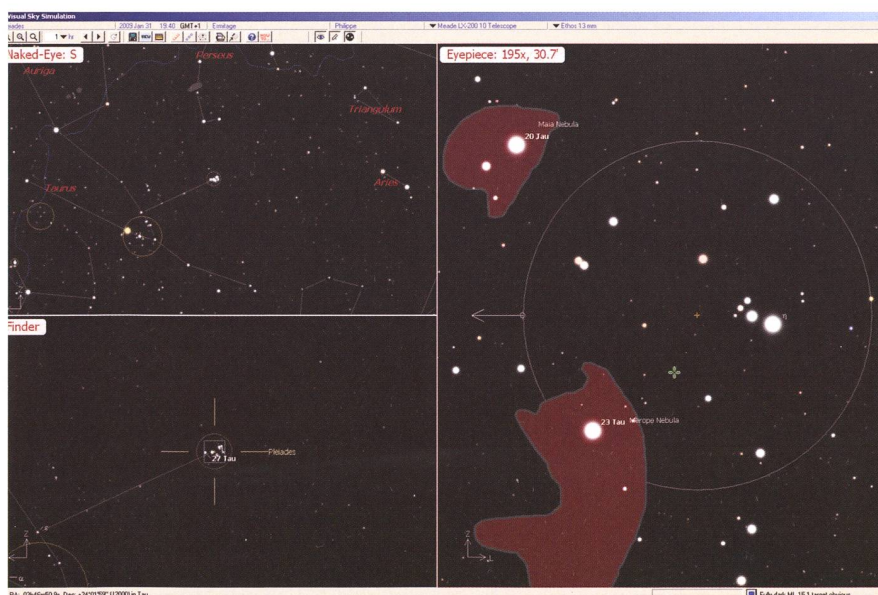 Visual Sky Simulation
2009 Jan 31 19:40 GMT+1
Ermitage
Philippe
Meade LX-200 10 Telescope
Ethos 13 mm
Naked-Eye: S
Perseus
Auriga
Triangulum
Taurus
Aries
Finder
Pleiades
27 Tau
Z
α
Eyepiece: 195x, 30.7'
Maia Nebula
20 Tau
η
23 Tau
Merope Nebula
Z